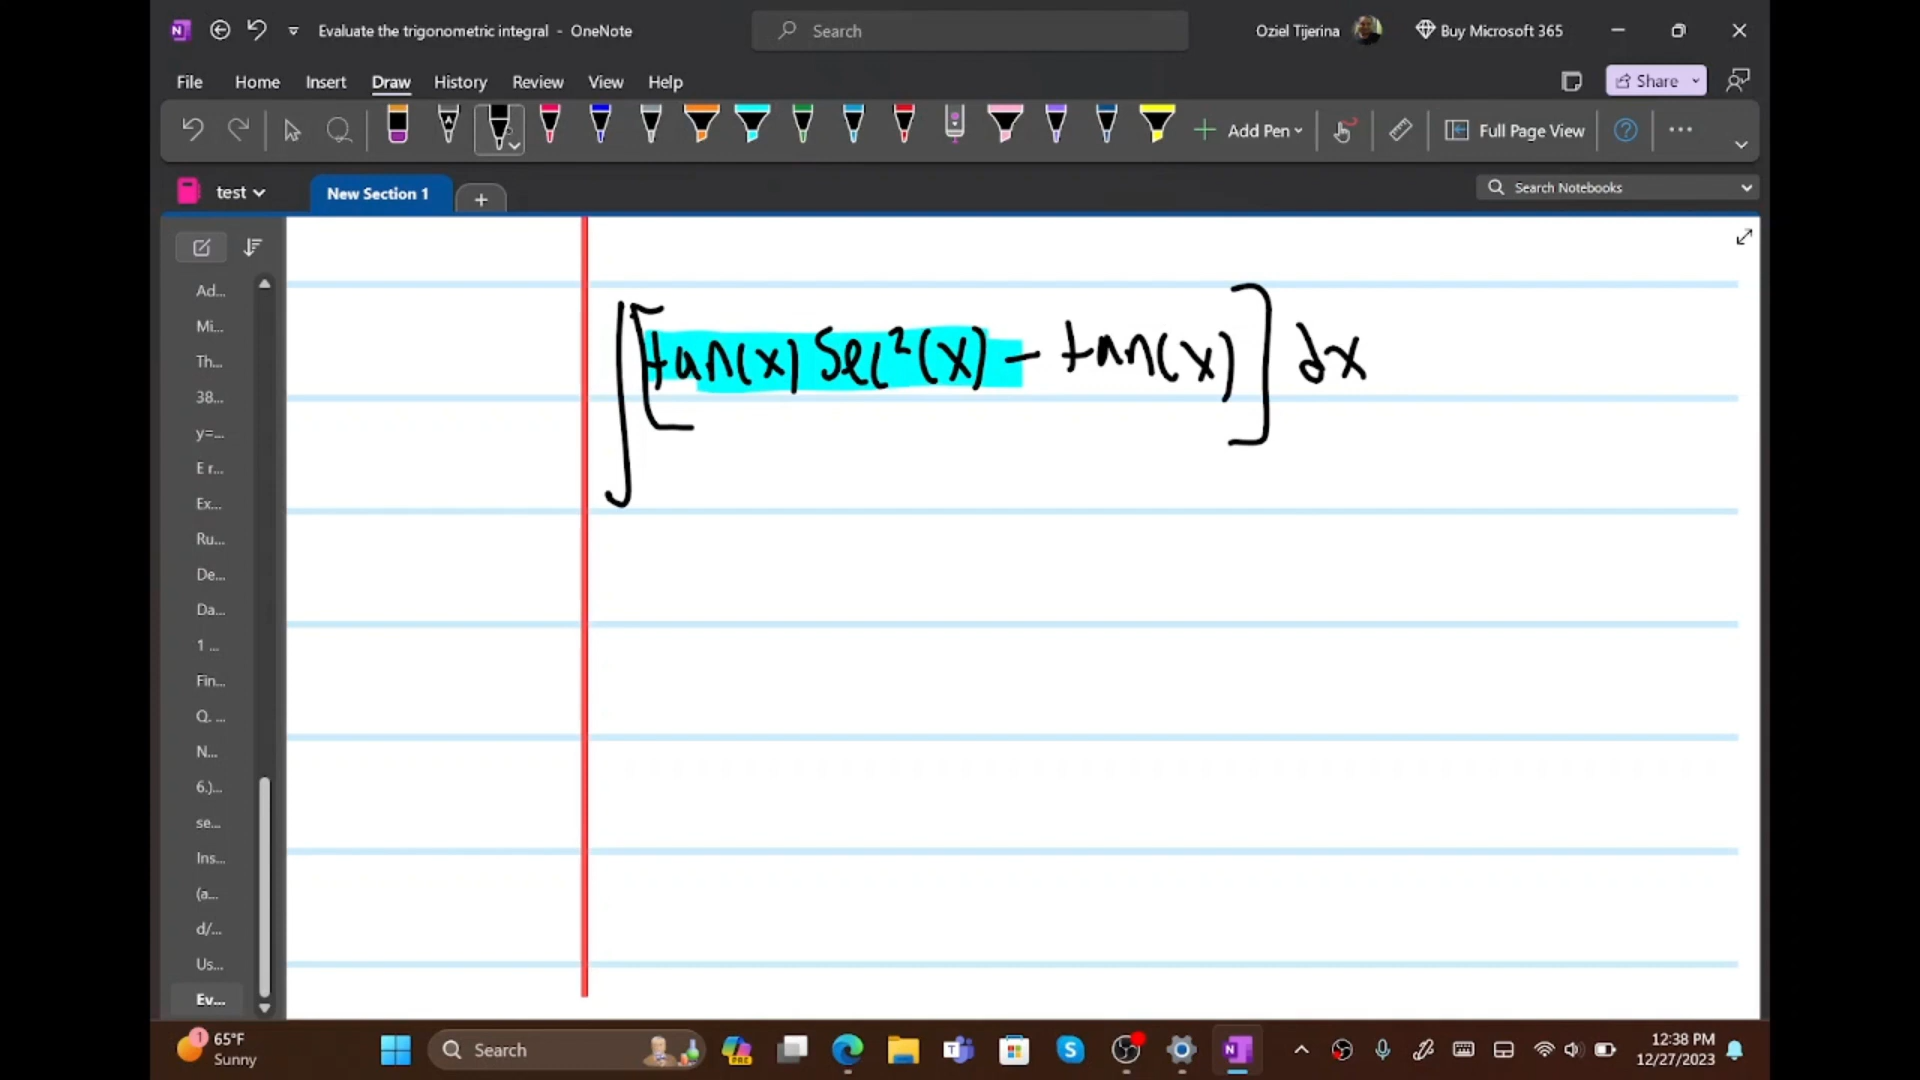 Evaluate the trigonometric integral - OneNote
Search
Oziel Tijerina
Buy Microsoft 365
File Home Insert Draw History Review View Help
Share
Add Pen
Full Page View
test
New Section 1
Search Notebooks
Ad...
Mi...
Th...
38...
y=...
E r...
Ex...
Ru...
De...
Da...
1 ...
Fin...
Q. ...
N...
6.)...
se...
Ins...
(a...
d/...
Us...
Ev...
∫[tan(x) Sec²(x) - tan(x)] dx
1
65°F
Sunny
Search
PRE
12:38 PM
12/27/2023